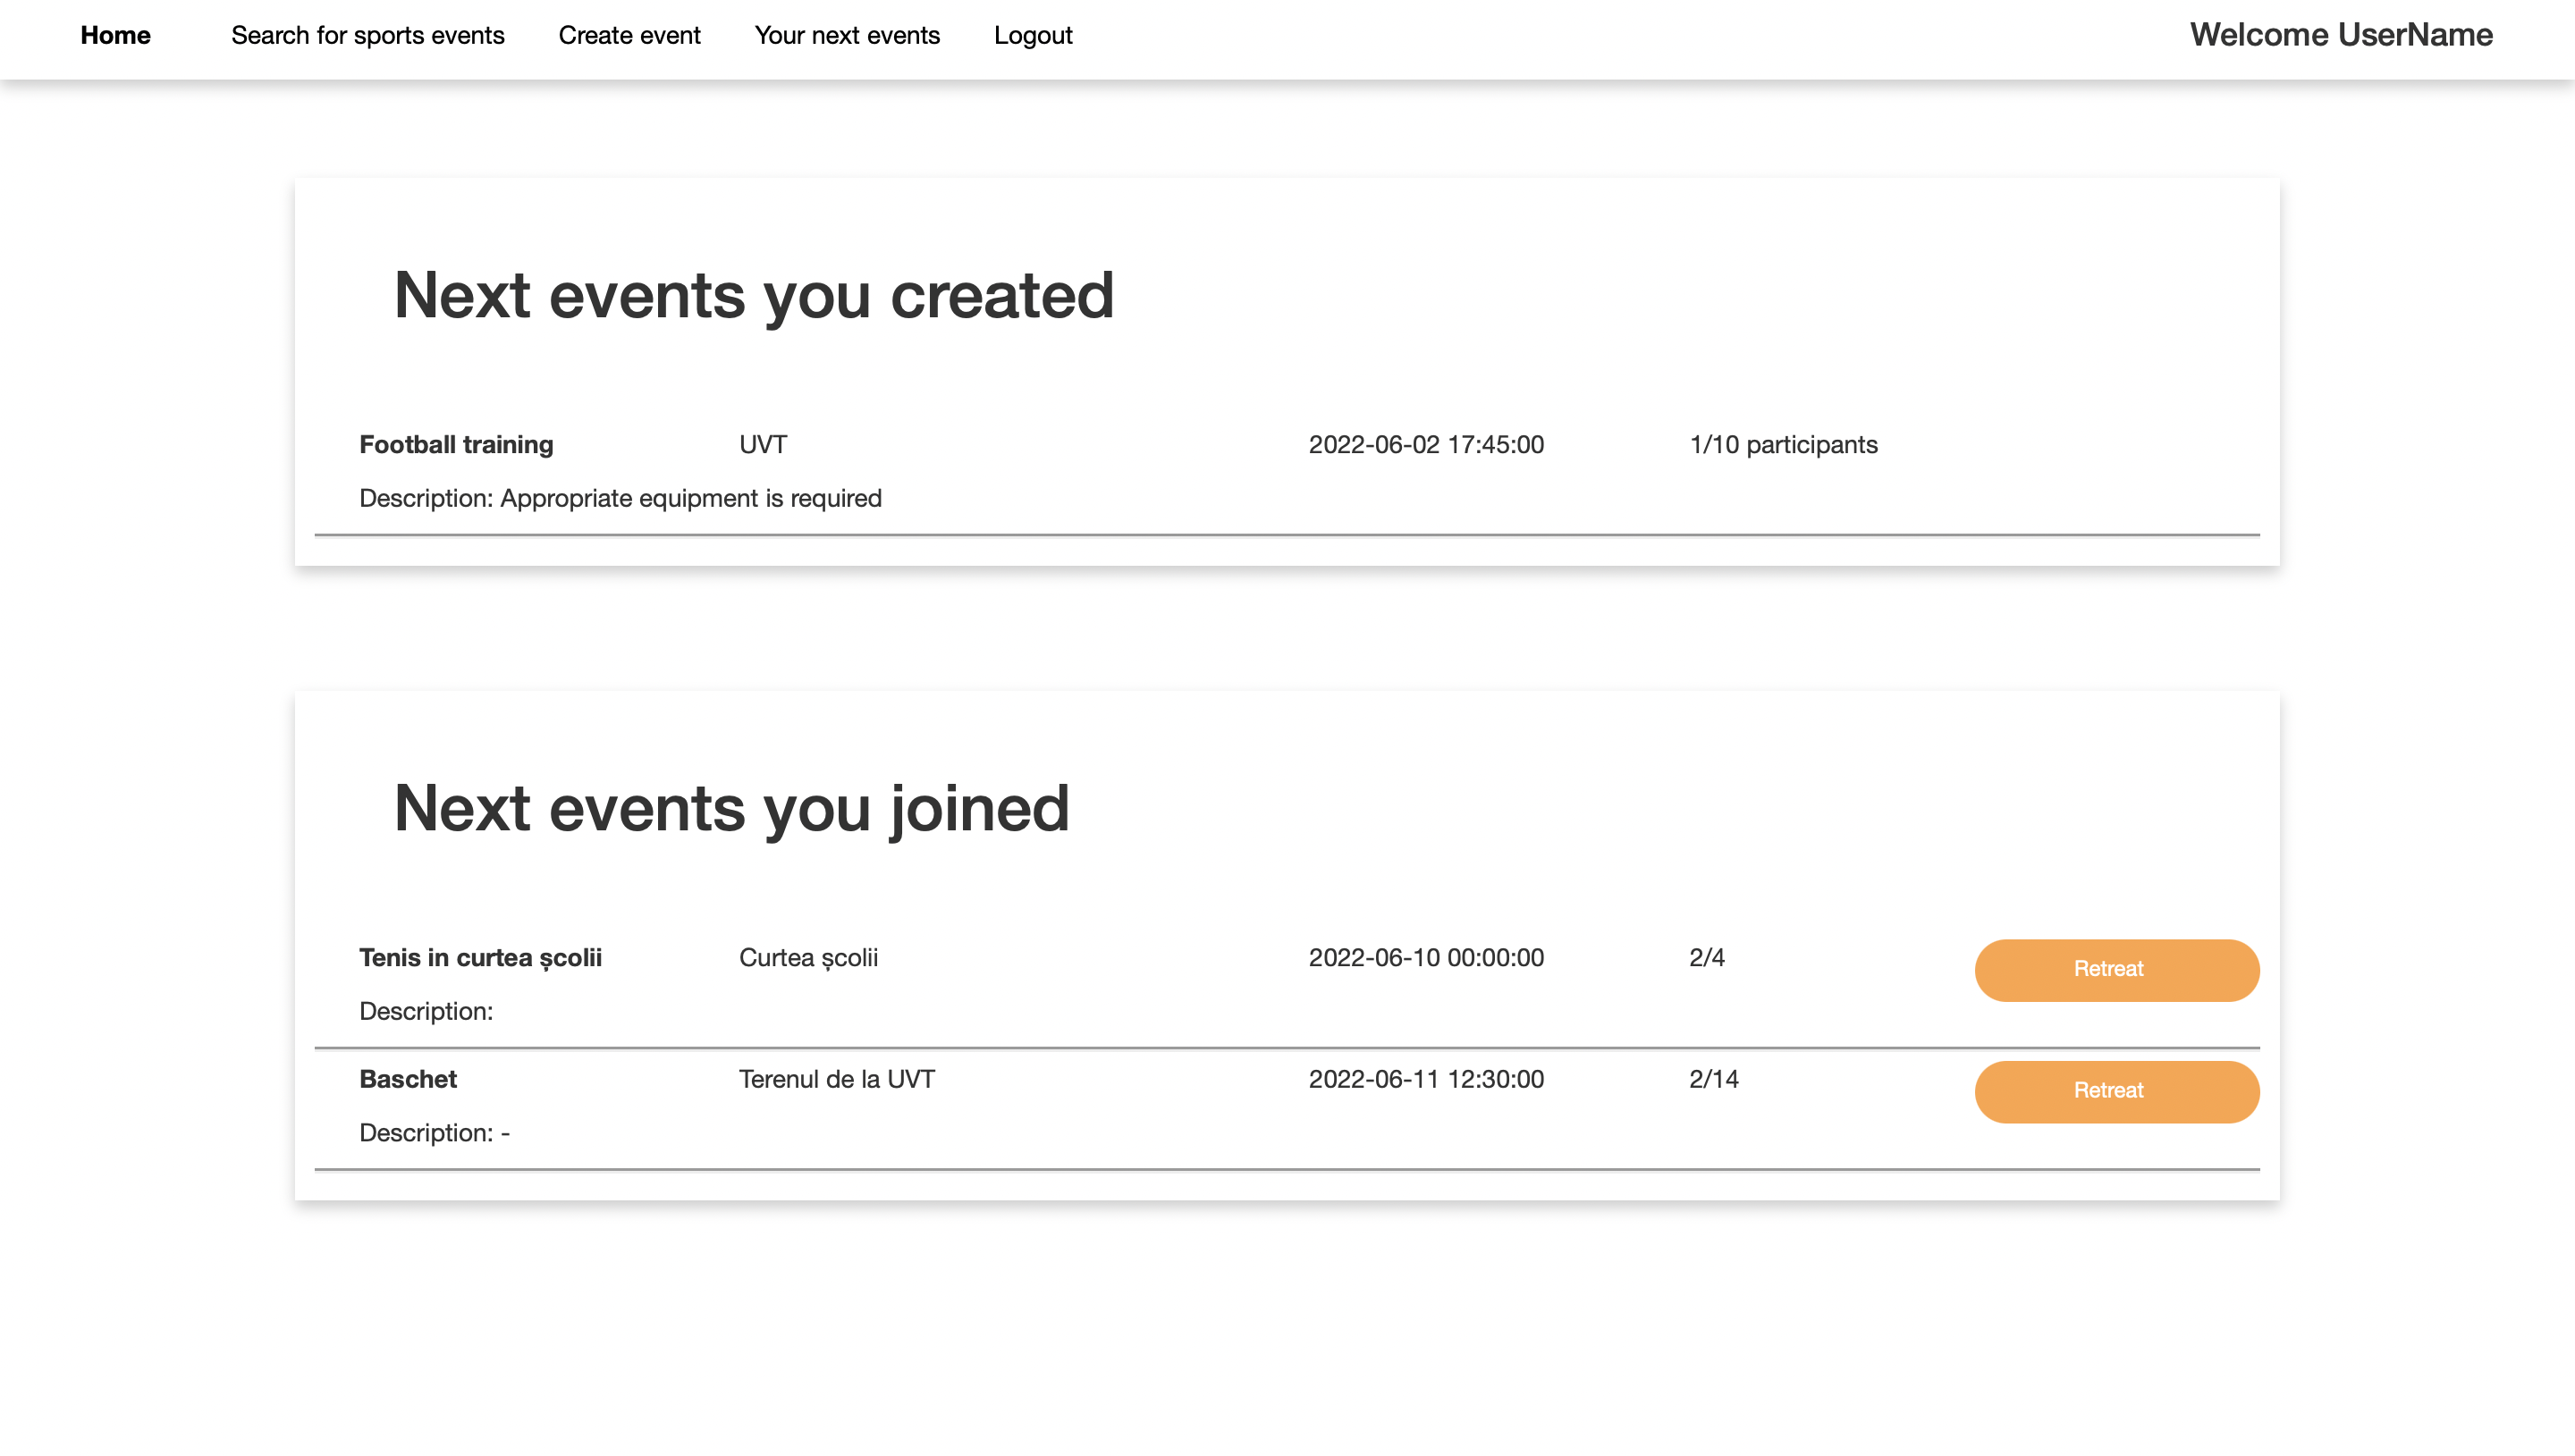 Home Search for sports events Create event Your next events Logout Welcome UserName
Next events you created
Football training UVT 2022-06-02 17:45:00 1/10 participants
Description: Appropriate equipment is required
Next events you joined
Tenis in curtea școlii Curtea școlii 2022-06-10 00:00:00 2/4 Retreat
Description:
Baschet Terenul de la UVT 2022-06-11 12:30:00 2/14 Retreat
Description: -